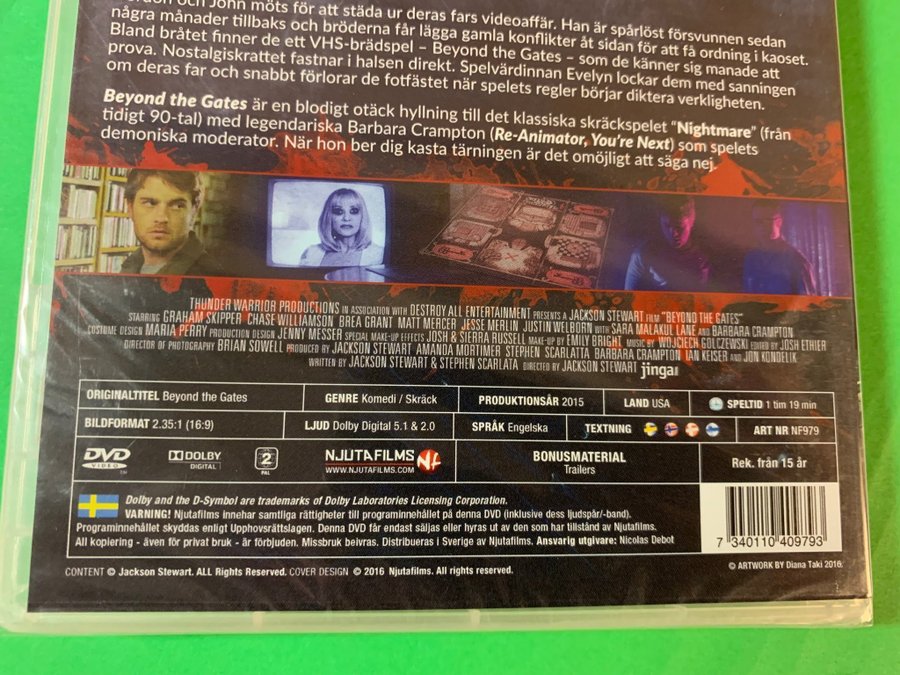 och John möts för att städa ur deras fars videoaffär. Han är spårlöst försvunnen sedan
några månader tillbaks och bröderna får lägga gamla konflikter åt sidan för att få ordning i kaoset.
Bland bråtet finner de ett VHS-brädspel – Beyond the Gates – som de känner sig manade att
prova. Nostalgiskrattet fastnar i halsen direkt. Spelvärdinnan Evelyn lockar dem med sanningen
om deras far och snabbt förlorar de fotfästet när spelets regler börjar diktera verkligheten.
Beyond the Gates är en blodigt otäck hyllning till det klassiska skräckspelet "Nightmare" (från
tidigt 90-tal) med legendariska Barbara Crampton (Re-Animator, You're Next) som spelets
demoniska moderator. När hon ber dig kasta tärningen är det omöjligt att säga nej.
THUNDER WARRIOR PRODUCTIONS IN ASSOCIATION WITH DESTROY ALL ENTERTAINMENT PRESENTS A JACKSON STEWART FILM "BEYOND THE GATES"
STARRING GRAHAM SKIPPER CHASE WILLIAMSON BREA GRANT MATT MERCER JESSE MERLIN JUSTIN WELBORN WITH SARA MALAKUL LANE AND BARBARA CRAMPTON
COSTUME DESIGN MARIA PERRY PRODUCTION DESIGN JENNY MESSER SPECIAL MAKE-UP EFFECTS JOSH & SIERRA RUSSELL MAKE-UP BY EMILY BRIGHT MUSIC BY WOJCIECH GOLCZEWSKI EDITED BY JOSH ETHIER
DIRECTOR OF PHOTOGRAPHY BRIAN SOWELL PRODUCED BY JACKSON STEWART AMANDA MORTIMER STEPHEN SCARLATTA BARBARA CRAMPTON IAN KEISER AND JON KONDELIK
WRITTEN BY JACKSON STEWART & STEPHEN SCARLATA DIRECTED BY JACKSON STEWART jinga
ORIGINALTITEL Beyond the Gates GENRE Komedi / Skräck PRODUKTIONSÅR 2015 LAND USA SPELTID 1 tim 19 min
BILDFORMAT 2.35:1 (16:9) LJUD Dolby Digital 5.1 & 2.0 SPRÅK Engelska TEXTNING ART NR NF979
DVD VIDEO DOLBY DIGITAL 2 PAL NJUTAFILMS WWW.NJUTAFILMS.COM BONUSMATERIAL Trailers Rek. från 15 år
Dolby and the D-Symbol are trademarks of Dolby Laboratories Licensing Corporation.
VARNING! Njutafilms innehar samtliga rättigheter till programinnehållet på denna DVD (inklusive dess ljudspår/-band).
Programinnehållet skyddas enligt Upphovsrättslagen. Denna DVD får endast säljas eller hyras ut av den som har tillstånd av Njutafilms.
All kopiering - även för privat bruk - är förbjuden. Missbruk beivras. Distribueras i Sverige av Njutafilms. Ansvarig utgivare: Nicolas Debot
7 340110 409793
CONTENT © Jackson Stewart. ALL Rights Reserved. COVER DESIGN © 2016 Njutafilms. All rights reserved.
© ARTWORK BY Diana Taki 2016.